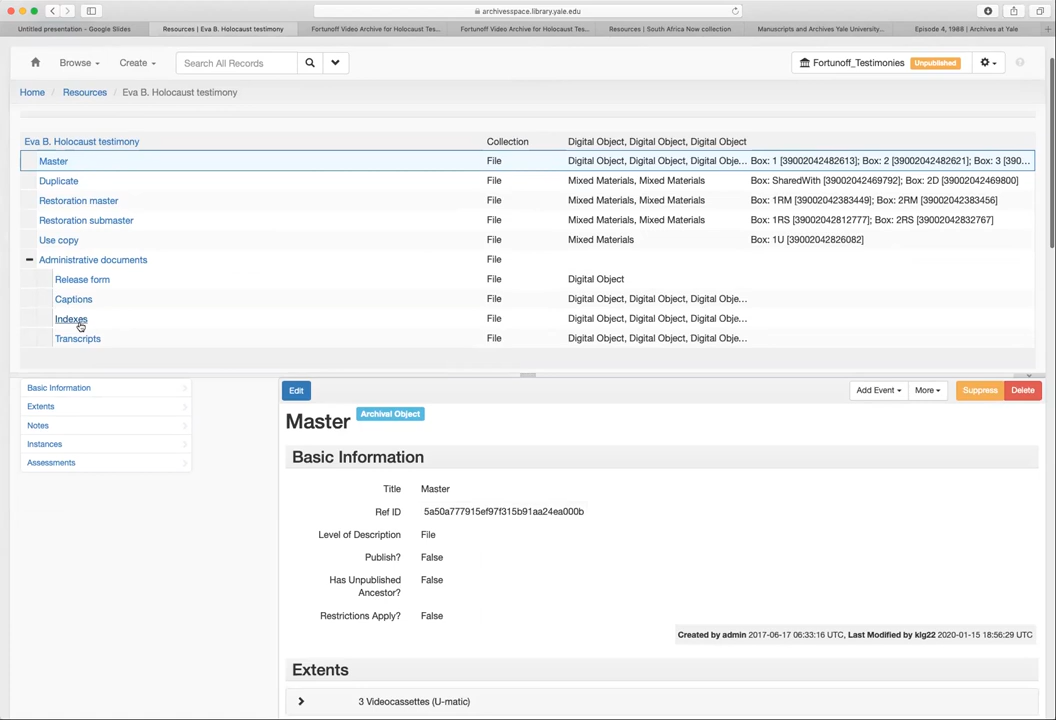 archivesspace.library.yale.edu
Untitled presentation - Google Slides
Resources | Eva B. Holocaust testimony
Fortunoff Video Archive for Holocaust Tes...
Fortunoff Video Archive for Holocaust Tes...
Resources | South Africa Now collection
Manuscripts and Archives Yale University...
Episode 4, 1988 | Archives at Yale
Browse
Create
Search All Records
Fortunoff_Testimonies Unpublished
Home / Resources / Eva B. Holocaust testimony
Eva B. Holocaust testimony Collection Digital Object, Digital Object, Digital Object
Master File Digital Object, Digital Object, Digital Obje... Box: 1 [39002042482613]; Box: 2 [39002042482621]; Box: 3 [390...
Duplicate File Mixed Materials, Mixed Materials Box: SharedWith [39002042469792]; Box: 2D [39002042469800]
Restoration master File Mixed Materials, Mixed Materials Box: 1RM [39002042383449]; Box: 2RM [39002042383456]
Restoration submaster File Mixed Materials, Mixed Materials Box: 1RS [39002042812777]; Box: 2RS [39002042832767]
Use copy File Mixed Materials Box: 1U [39002042826082]
Administrative documents File
Release form File Digital Object
Captions File Digital Object, Digital Object, Digital Obje...
Indexes File Digital Object, Digital Object, Digital Obje...
Transcripts File Digital Object, Digital Object, Digital Obje...
Basic Information
Extents
Notes
Instances
Assessments
Edit
Add Event
More
Suppress
Delete
Master Archival Object
Basic Information
Title Master
Ref ID 5a50a777915ef97f315b91aa24ea000b
Level of Description File
Publish? False
Has Unpublished False
Ancestor?
Restrictions Apply? False
Created by admin 2017-06-17 06:33:16 UTC, Last Modified by klg22 2020-01-15 18:56:29 UTC
Extents
3 Videocassettes (U-matic)